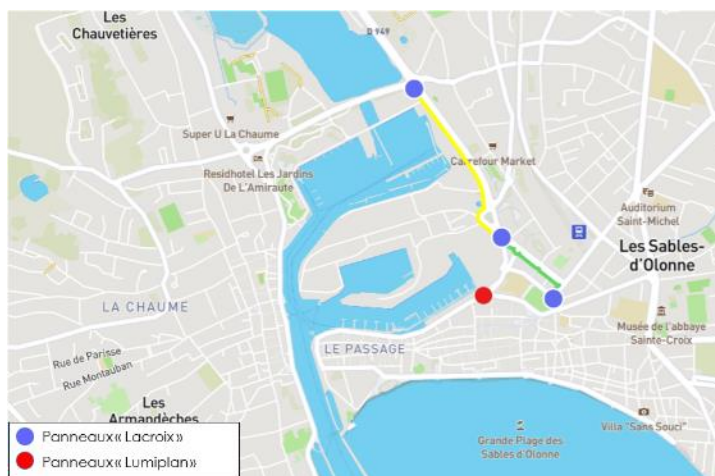 Les
Chauvetières
D 949
Super U La Chaume
Residhotel Les Jardins
De L'Amiraute
Carrefour Market
Auditorium
Saint-Michel
Les Sables-
d'Olonne
LA CHAUME
Musée de l'abbaye
Sainte-Croix
LE PASSAGE
Rue de Parisse
Rue Montauban
Les
Armandèches
Villa "Sans Souci"
Grande Plage des
Sables d'Olonne
Panneaux « Lacroix »
Panneaux « Lumiplan »